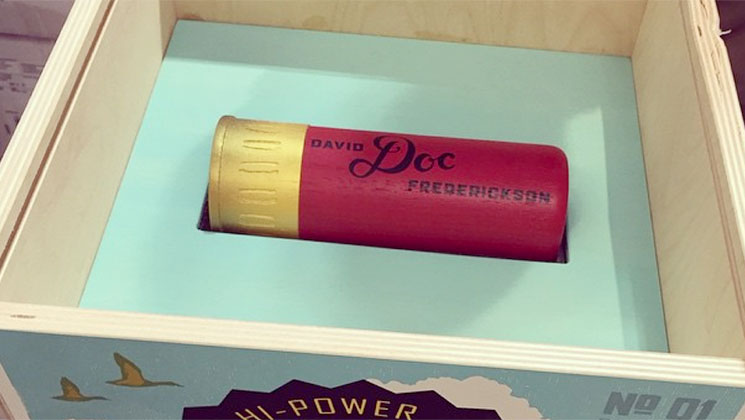 DAVID Doc
FREDERICKSON
HI-POWER
No 01